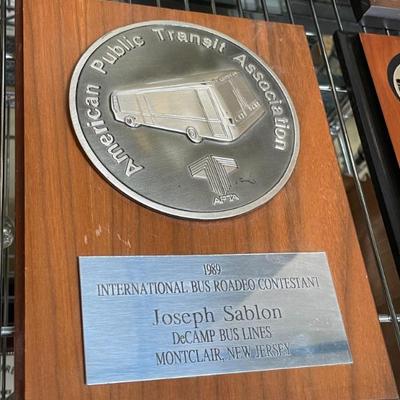 American Public Transit Association
APTA
1989
INTERNATIONAL BUS ROADEO CONTESTANT
Joseph Sablon
DeCAMP BUS LINES
MONTCLAIR, NEW JERSEY